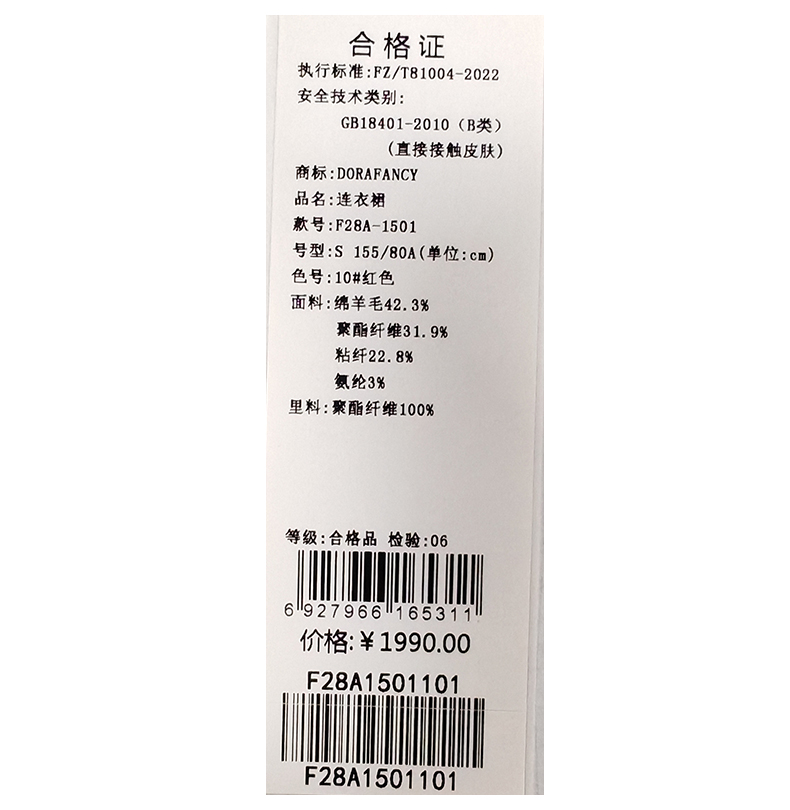 合格证
执行标准:FZ/T81004-2022
安全技术类别:
GB18401-2010(B类)
(直接接触皮肤)
商标:DORAFANCY
品名:连衣裙
款号:F28A-1501
号型:S 155/80A(单位:cm)
色号:10#红色
面料:绵羊毛42.3%
聚酯纤维31.9%
粘纤22.8%
氨纶3%
里料:聚酯纤维100%
等级:合格品 检验:06
6 927966 165311
价格:¥1990.00
F28A1501101
F28A1501101